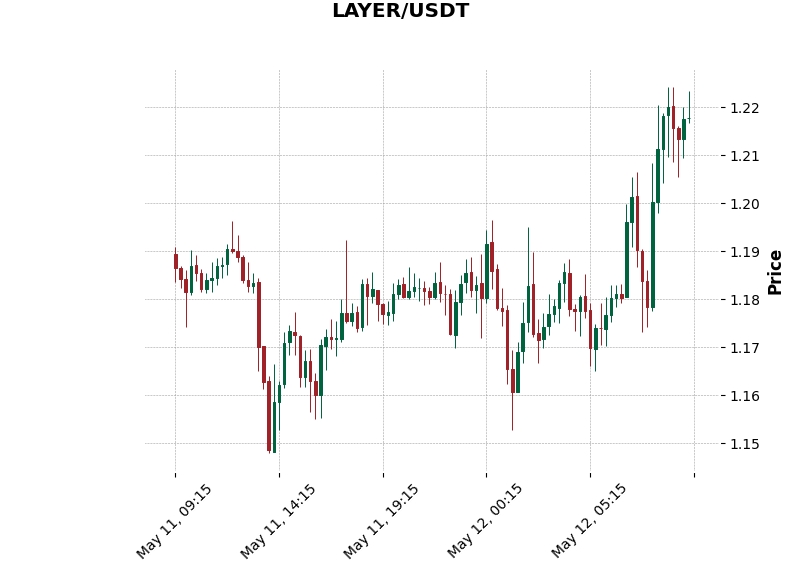 LAYER/USDT
1.22
1.21
1.20
1.19
1.18
1.17
1.16
1.15
Price
May 11, 09:15
May 11, 14:15
May 11, 19:15
May 12, 00:15
May 12, 05:15